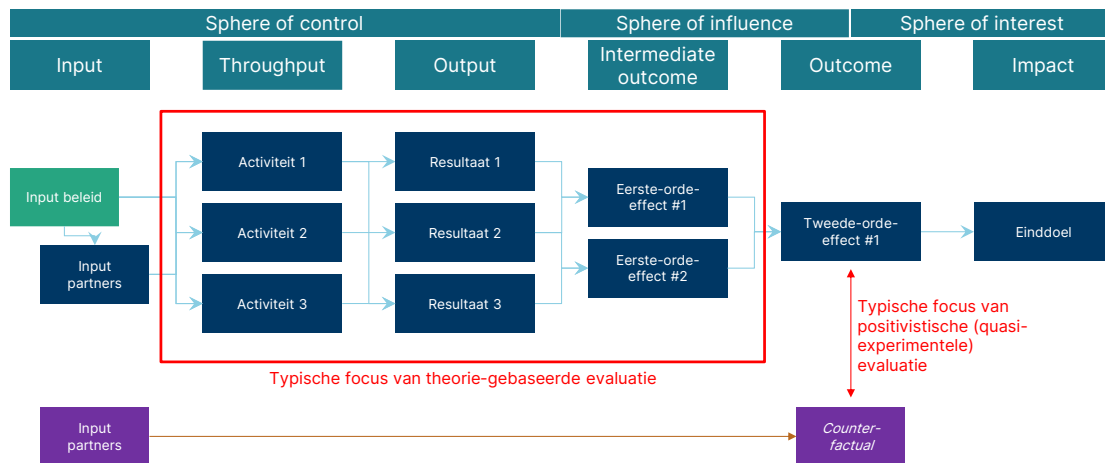 Sphere of control
Sphere of influence
Sphere of interest
Input
Throughput
Output
Intermediate
outcome
Outcome
Impact
Input beleid
Input
partners
Activiteit 1
Activiteit 2
Activiteit 3
Resultaat 1
Resultaat 2
Resultaat 3
Eerste-orde-
effect #1
Eerste-orde-
effect #2
Tweede-orde-
effect #1
Einddoel
Typische focus van theorie-gebaseerde evaluatie
Typische focus van
positivistische (quasi-
experimentele)
evaluatie
Input
partners
Counter-
factual